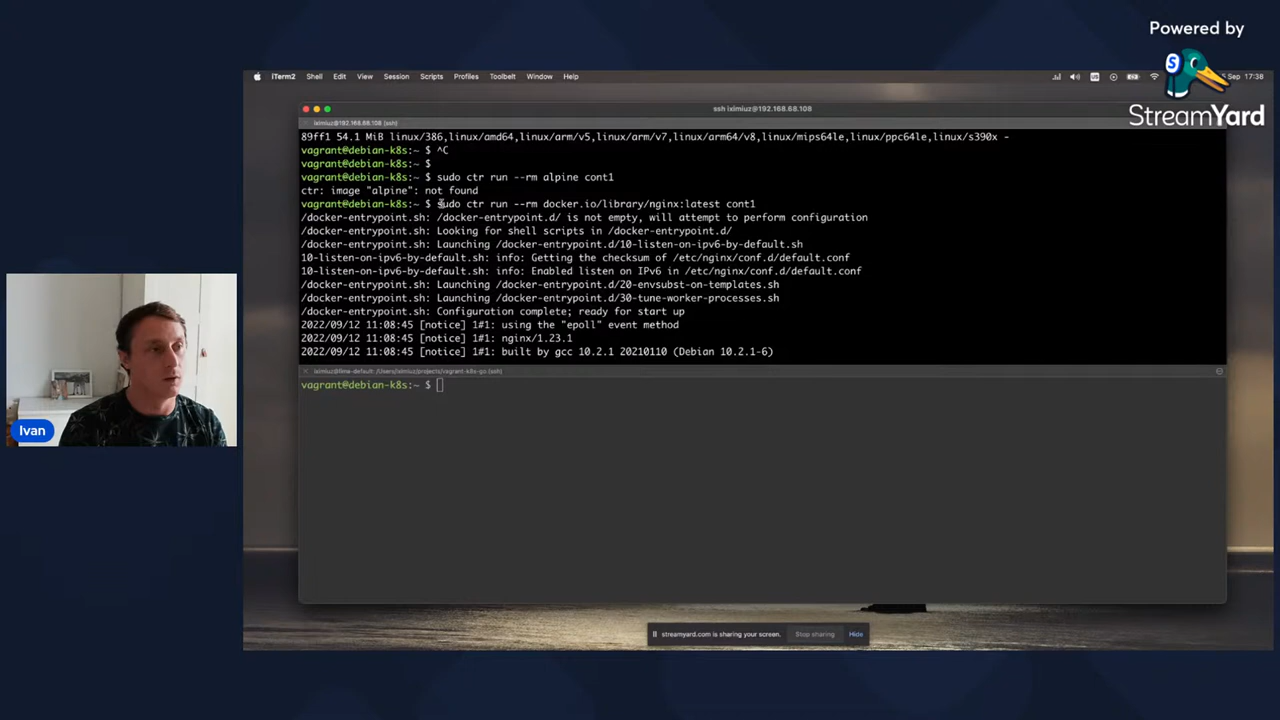 Powered by
S
StreamYard
iTerm2 Shell Edit View Session Scripts Profiles Toolbelt Window Help
Sep 17:38
ssh iximiuz@192.168.68.108
iximiuz@192.168.68.108 (ssh)
89ff1 54.1 MiB linux/386,linux/amd64,linux/arm/v5,linux/arm/v7,linux/arm64/v8,linux/mips64le,linux/ppc64le,linux/s390x -
vagrant@debian-k8s:~ $ ^C
vagrant@debian-k8s:~ $
vagrant@debian-k8s:~ $ sudo ctr run --rm alpine cont1
ctr: image "alpine": not found
vagrant@debian-k8s:~ $ sudo ctr run --rm docker.io/library/nginx:latest cont1
/docker-entrypoint.sh: /docker-entrypoint.d/ is not empty, will attempt to perform configuration
/docker-entrypoint.sh: Looking for shell scripts in /docker-entrypoint.d/
/docker-entrypoint.sh: Launching /docker-entrypoint.d/10-listen-on-ipv6-by-default.sh
10-listen-on-ipv6-by-default.sh: info: Getting the checksum of /etc/nginx/conf.d/default.conf
10-listen-on-ipv6-by-default.sh: info: Enabled listen on IPv6 in /etc/nginx/conf.d/default.conf
/docker-entrypoint.sh: Launching /docker-entrypoint.d/20-envsubst-on-templates.sh
/docker-entrypoint.sh: Launching /docker-entrypoint.d/30-tune-worker-processes.sh
/docker-entrypoint.sh: Configuration complete; ready for start up
2022/09/12 11:08:45 [notice] 1#1: using the "epoll" event method
2022/09/12 11:08:45 [notice] 1#1: nginx/1.23.1
2022/09/12 11:08:45 [notice] 1#1: built by gcc 10.2.1 20210110 (Debian 10.2.1-6)
iximiuz@lima-default: /Users/iximiuz/projects/vagrant-k8s-go (ssh)
vagrant@debian-k8s:~ $
Ivan
streamyard.com is sharing your screen. Stop sharing Hide